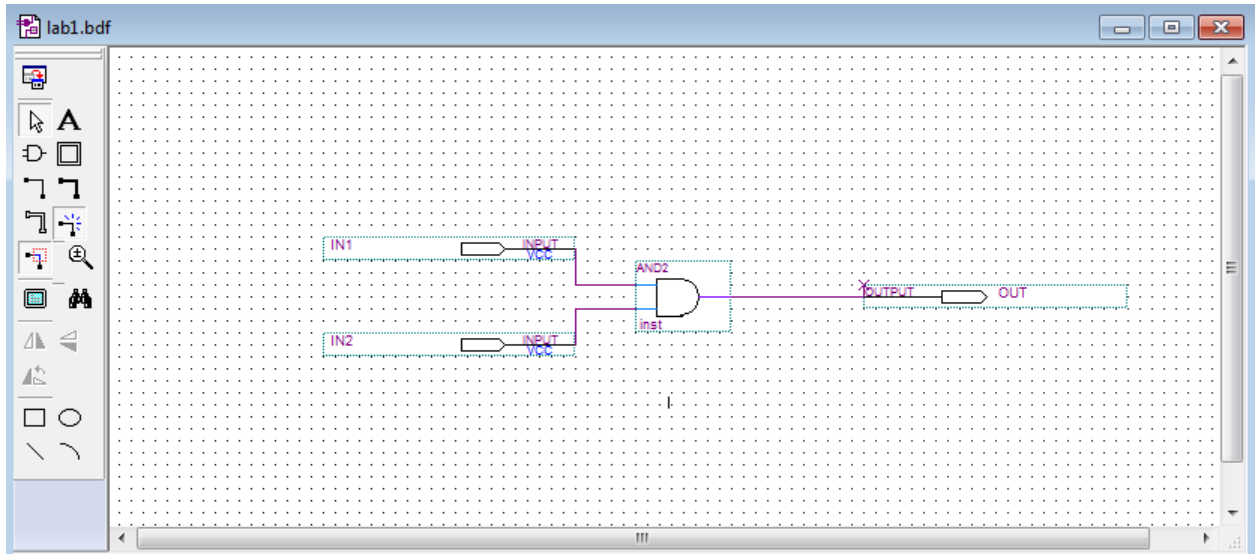 lab1.bdf
A
IN1 INPUT
VCC
AND2
inst
OUTPUT OUT
IN2 INPUT
VCC